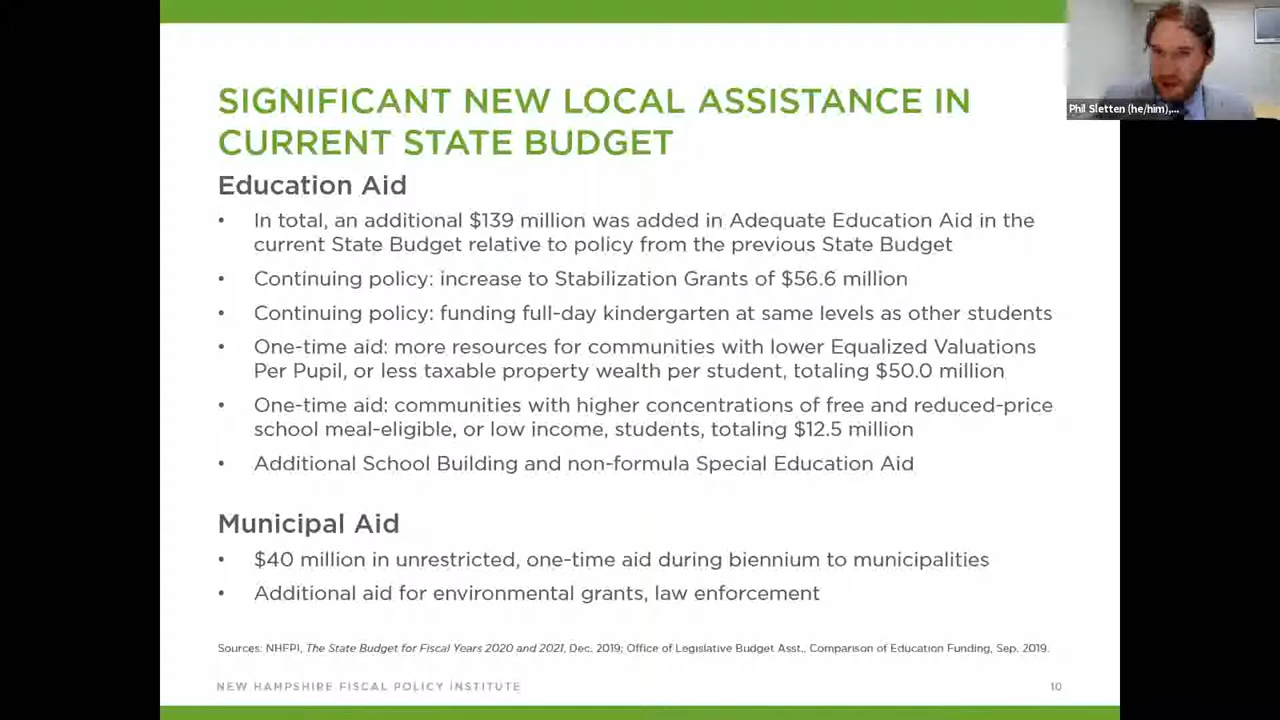 SIGNIFICANT NEW LOCAL ASSISTANCE IN
CURRENT STATE BUDGET
Education Aid
• In total, an additional $139 million was added in Adequate Education Aid in the
current State Budget relative to policy from the previous State Budget
• Continuing policy: increase to Stabilization Grants of $56.6 million
• Continuing policy: funding full-day kindergarten at same levels as other students
• One-time aid: more resources for communities with lower Equalized Valuations
Per Pupil, or less taxable property wealth per student, totaling $50.0 million
• One-time aid: communities with higher concentrations of free and reduced-price
school meal-eligible, or low income, students, totaling $12.5 million
• Additional School Building and non-formula Special Education Aid
Municipal Aid
• $40 million in unrestricted, one-time aid during biennium to municipalities
• Additional aid for environmental grants, law enforcement
Sources: NHFPI, The State Budget for Fiscal Years 2020 and 2021, Dec. 2019; Office of Legislative Budget Asst., Comparison of Education Funding, Sep. 2019.
NEW HAMPSHIRE FISCAL POLICY INSTITUTE 10
Phil Sletten (he/him),...